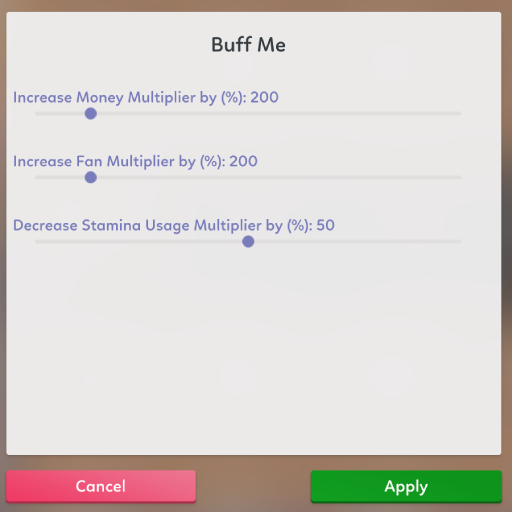 Buff Me
Increase Money Multiplier by (%): 200
Increase Fan Multiplier by (%): 200
Decrease Stamina Usage Multiplier by (%): 50
Cancel
Apply